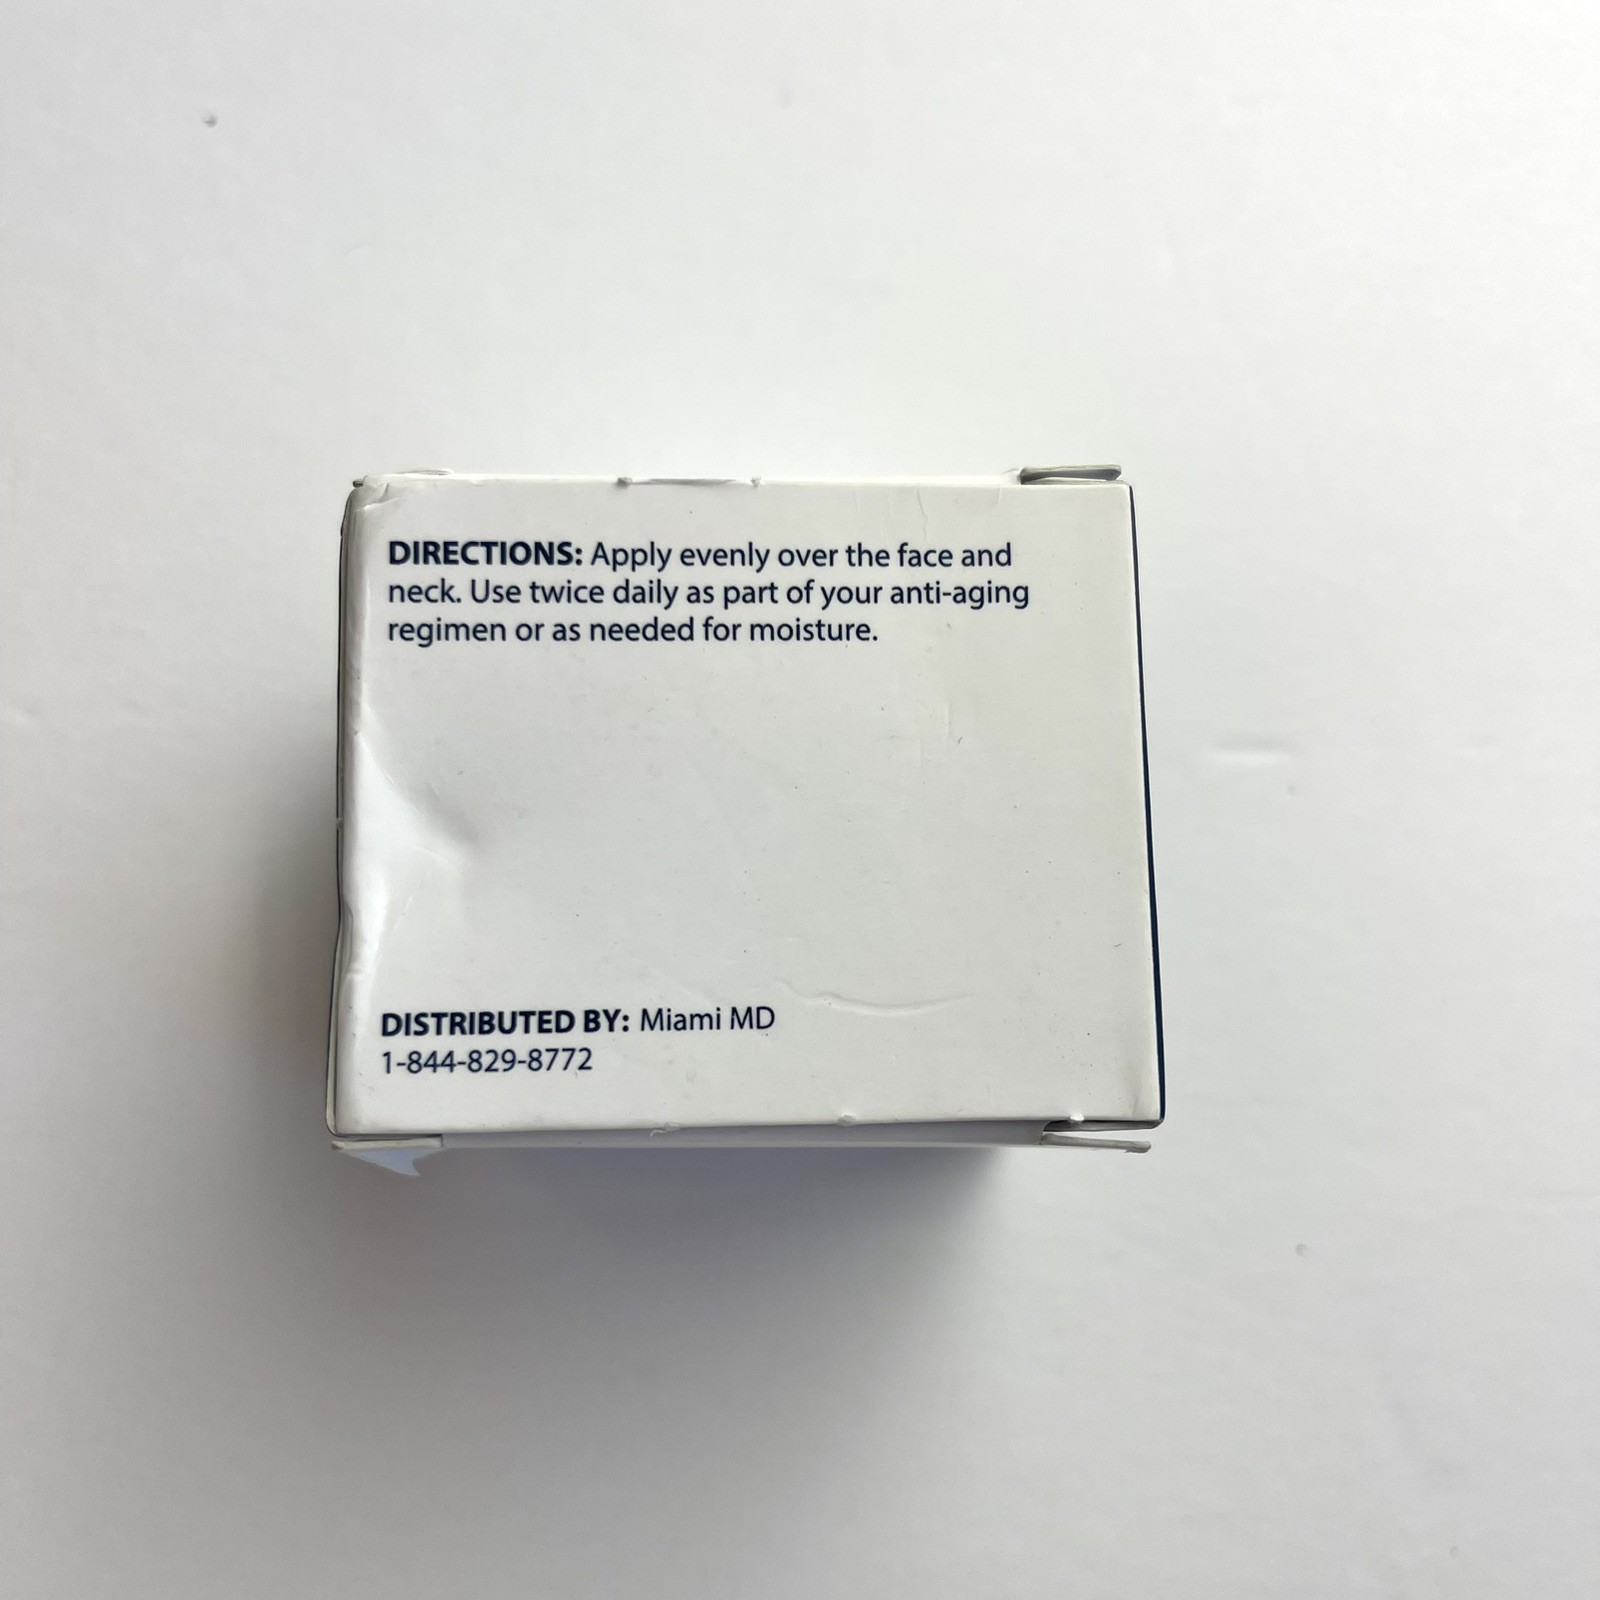 DIRECTIONS: Apply evenly over the face and
neck. Use twice daily as part of your anti-aging
regimen or as needed for moisture.
DISTRIBUTED BY: Miami MD
1-844-829-8772